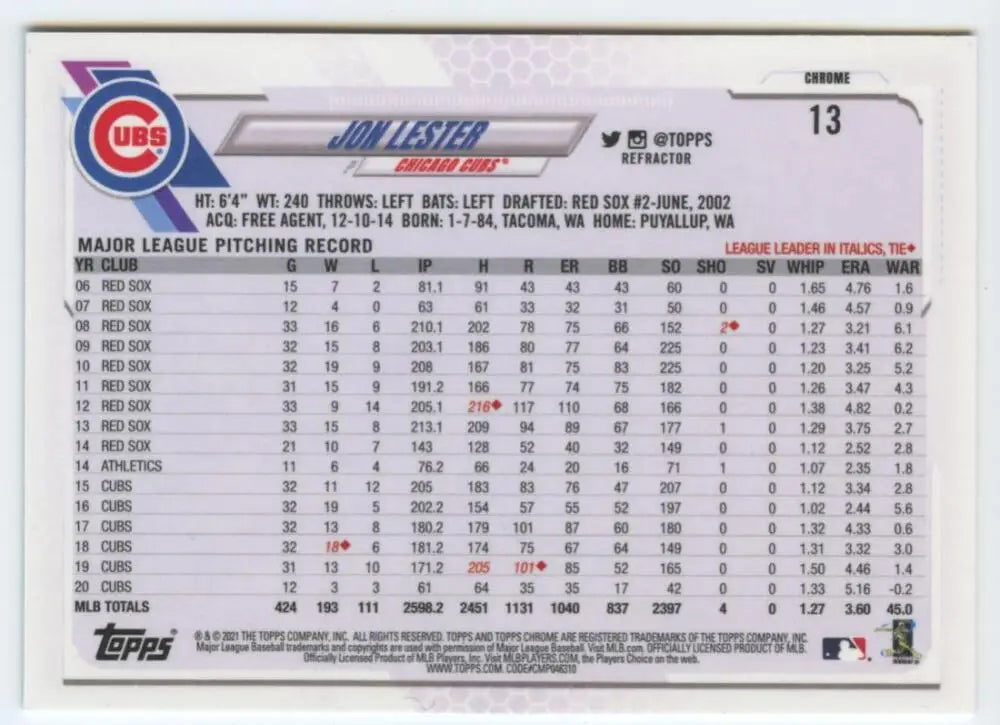 CHROME
13
CUBS
JON LESTER
P CHICAGO CUBS®
@TOPPS
REFRACTOR
HT: 6'4" WT: 240 THROWS: LEFT BATS: LEFT DRAFTED: RED SOX #2-JUNE, 2002
ACQ: FREE AGENT, 12-10-14 BORN: 1-7-84, TACOMA, WA HOME: PUYALLUP, WA
MAJOR LEAGUE PITCHING RECORD LEAGUE LEADER IN ITALICS, TIE♦
YR CLUB G W L IP H R ER BB SO SHO SV WHIP ERA WAR
06 RED SOX 15 7 2 81.1 91 43 43 43 60 0 0 1.65 4.76 1.6
07 RED SOX 12 4 0 63 61 33 32 31 50 0 0 1.46 4.57 0.9
08 RED SOX 33 16 6 210.1 202 78 75 66 152 2♦ 0 1.27 3.21 6.1
09 RED SOX 32 15 8 203.1 186 80 77 64 225 0 0 1.23 3.41 6.2
10 RED SOX 32 19 9 208 167 81 75 83 225 0 0 1.20 3.25 5.2
11 RED SOX 31 15 9 191.2 166 77 74 75 182 0 0 1.26 3.47 4.3
12 RED SOX 33 9 14 205.1 216♦ 117 110 68 166 0 0 1.38 4.82 0.2
13 RED SOX 33 15 8 213.1 209 94 89 67 177 1 0 1.29 3.75 2.7
14 RED SOX 21 10 7 143 128 52 40 32 149 0 0 1.12 2.52 2.8
14 ATHLETICS 11 6 4 76.2 66 24 20 16 71 1 0 1.07 2.35 1.8
15 CUBS 32 11 12 205 183 83 76 47 207 0 0 1.12 3.34 2.8
16 CUBS 32 19 5 202.2 154 57 55 52 197 0 0 1.02 2.44 5.6
17 CUBS 32 13 8 180.2 179 101 87 60 180 0 0 1.32 4.33 0.6
18 CUBS 32 18♦ 6 181.2 174 75 67 64 149 0 0 1.31 3.32 3.0
19 CUBS 31 13 10 171.2 205 101♦ 85 52 165 0 0 1.50 4.46 1.4
20 CUBS 12 3 3 61 64 35 35 17 42 0 0 1.33 5.16 -0.2
MLB TOTALS 424 193 111 2598.2 2451 1131 1040 837 2397 4 0 1.27 3.60 45.0
topps®
® & © 2021 THE TOPPS COMPANY, INC. ALL RIGHTS RESERVED. TOPPS AND TOPPS CHROME ARE REGISTERED TRADEMARKS OF THE TOPPS COMPANY, INC.
Major League Baseball trademarks and copyrights are used with permission of Major League Baseball. Visit MLB.com. OFFICIALLY LICENSED PRODUCT OF MLB.
Officially Licensed Product of MLB Players, Inc. Visit MLBPLAYERS.COM, the Players Choice on the web.
WWW.TOPPS.COM. CODE#CMP046310